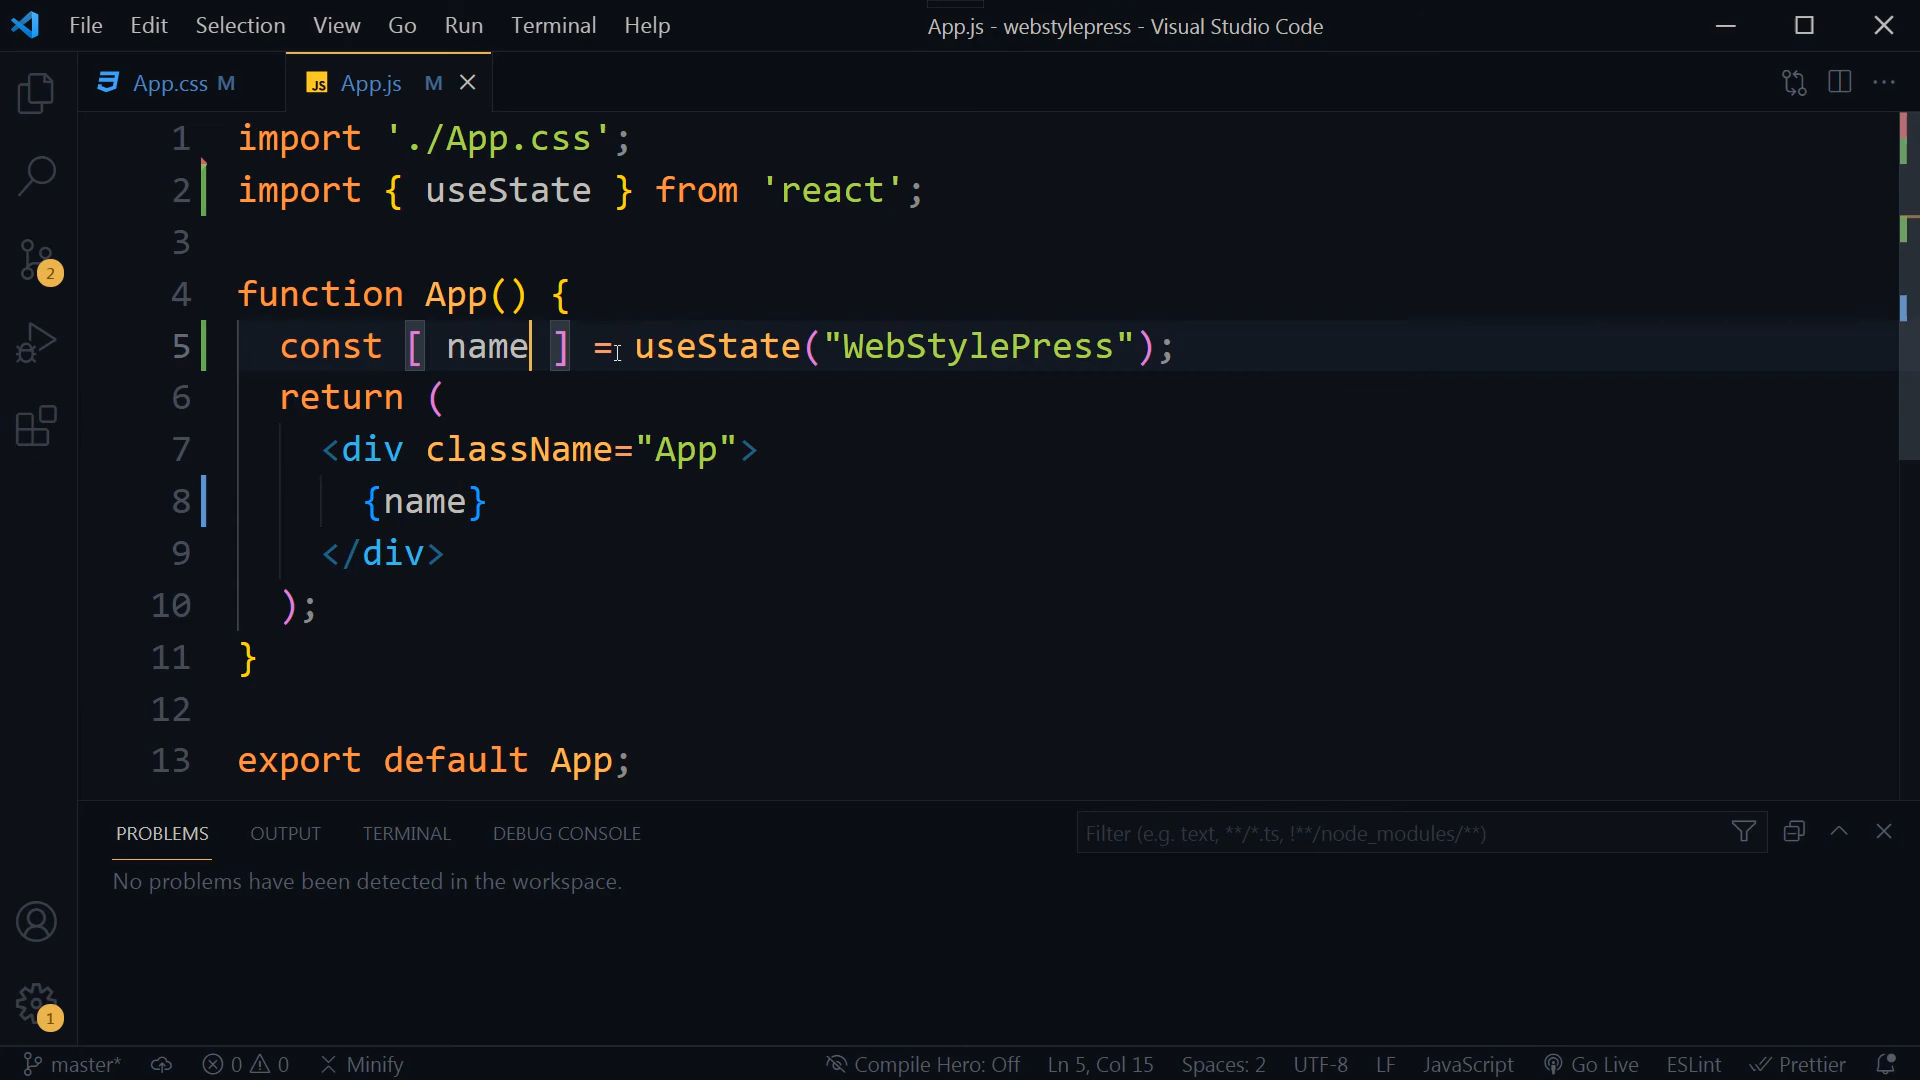 File Edit Selection View Go Run Terminal Help App.js - webstylepress - Visual Studio Code
App.css M JS App.js M
1 import './App.css';
2 import { useState } from 'react';
3
4 function App() {
5 const [ name ] = useState("WebStylePress");
6 return (
7 <div className="App">
8 {name}
9 </div>
10 );
11 }
12
13 export default App;
2
1
PROBLEMS OUTPUT TERMINAL DEBUG CONSOLE Filter (e.g. text, **/*.ts, !**/node_modules/**)
No problems have been detected in the workspace.
master* 0 0 Minify Compile Hero: Off Ln 5, Col 15 Spaces: 2 UTF-8 LF JavaScript Go Live ESLint Prettier